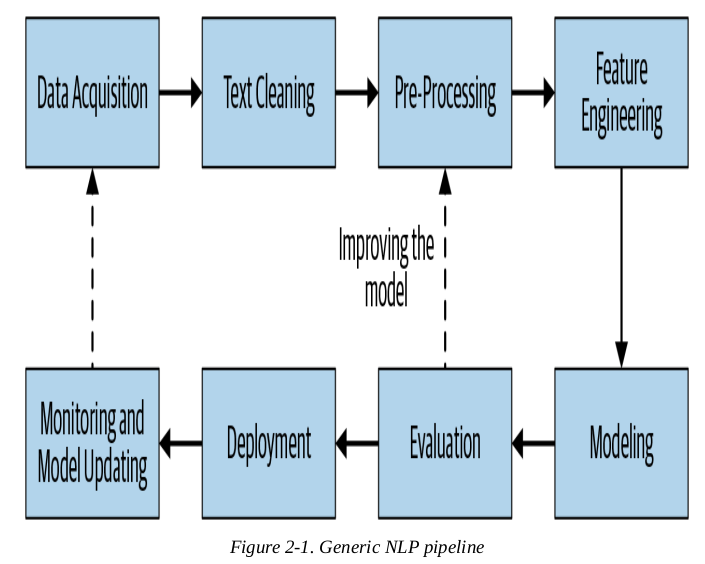 Data Acquisition
Text Cleaning
Pre-Processing
Feature
Engineering
Improving the
model
Monitoring and
Model Updating
Deployment
Evaluation
Modeling
Figure 2-1. Generic NLP pipeline